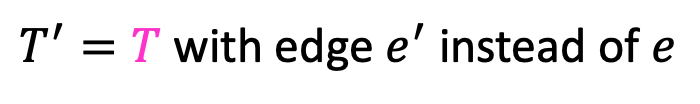 T′ = T with edge e′ instead of e